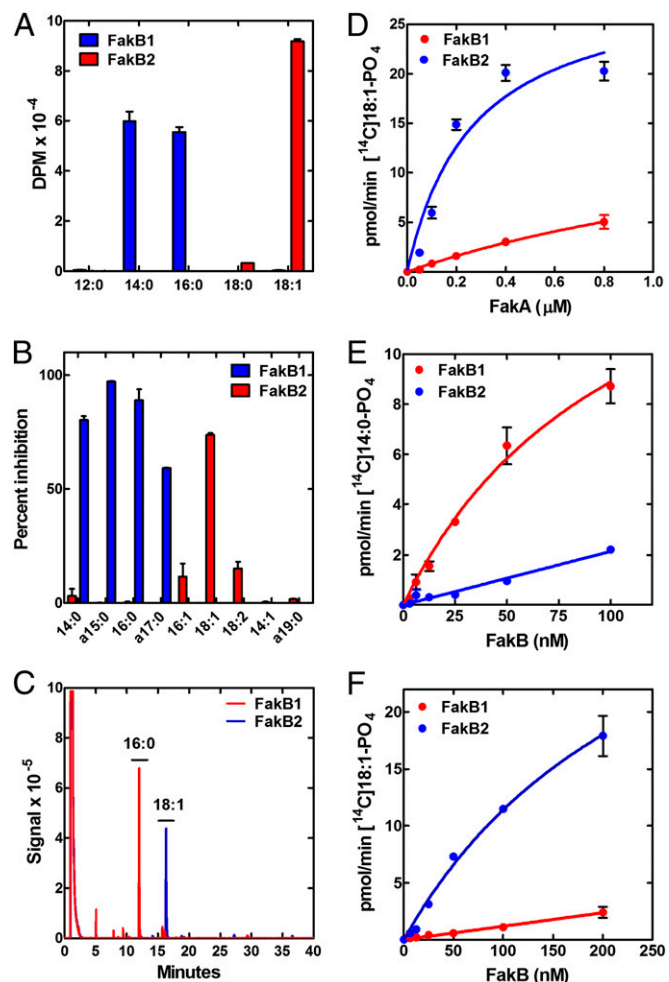 A
FakB1
FakB2
DPM x 10-4
10
8
6
4
2
0
12:0 14:0 16:0 18:0 18:1
B
FakB1
FakB2
Percent inhibition
100
50
0
14:0 a15:0 16:0 a17:0 16:1 18:1 18:2 14:1 a19:0
C
FakB1
FakB2
16:0
18:1
Signal x 10-5
10
8
6
4
2
0
0 5 10 15 20 25 30 35 40
Minutes
D
FakB1
FakB2
pmol/min [14C]18:1-PO4
25
20
15
10
5
0.0 0.2 0.4 0.6 0.8 1.0
FakA (μM)
E
FakB1
FakB2
pmol/min [14C]14:0-PO4
10
8
6
4
2
0 25 50 75 100
FakB (nM)
F
FakB1
FakB2
pmol/min [14C]18:1-PO4
25
20
15
10
5
0 50 100 150 200 250
FakB (nM)